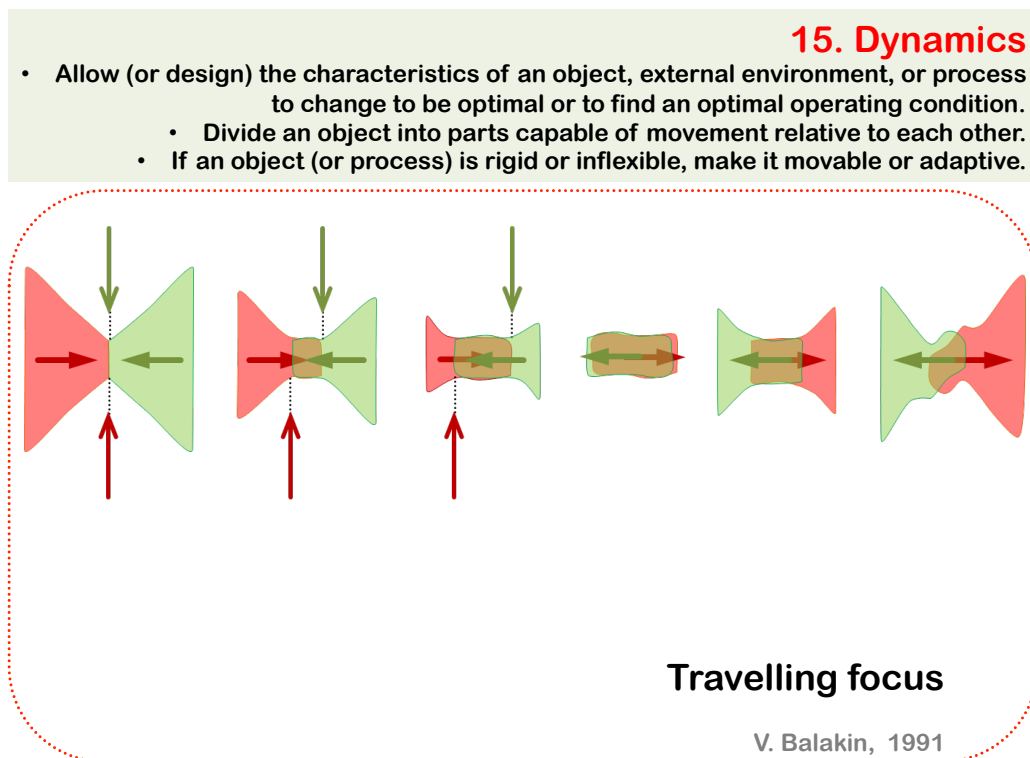 15. Dynamics
• Allow (or design) the characteristics of an object, external environment, or process
to change to be optimal or to find an optimal operating condition.
• Divide an object into parts capable of movement relative to each other.
• If an object (or process) is rigid or inflexible, make it movable or adaptive.
Travelling focus
V. Balakin, 1991